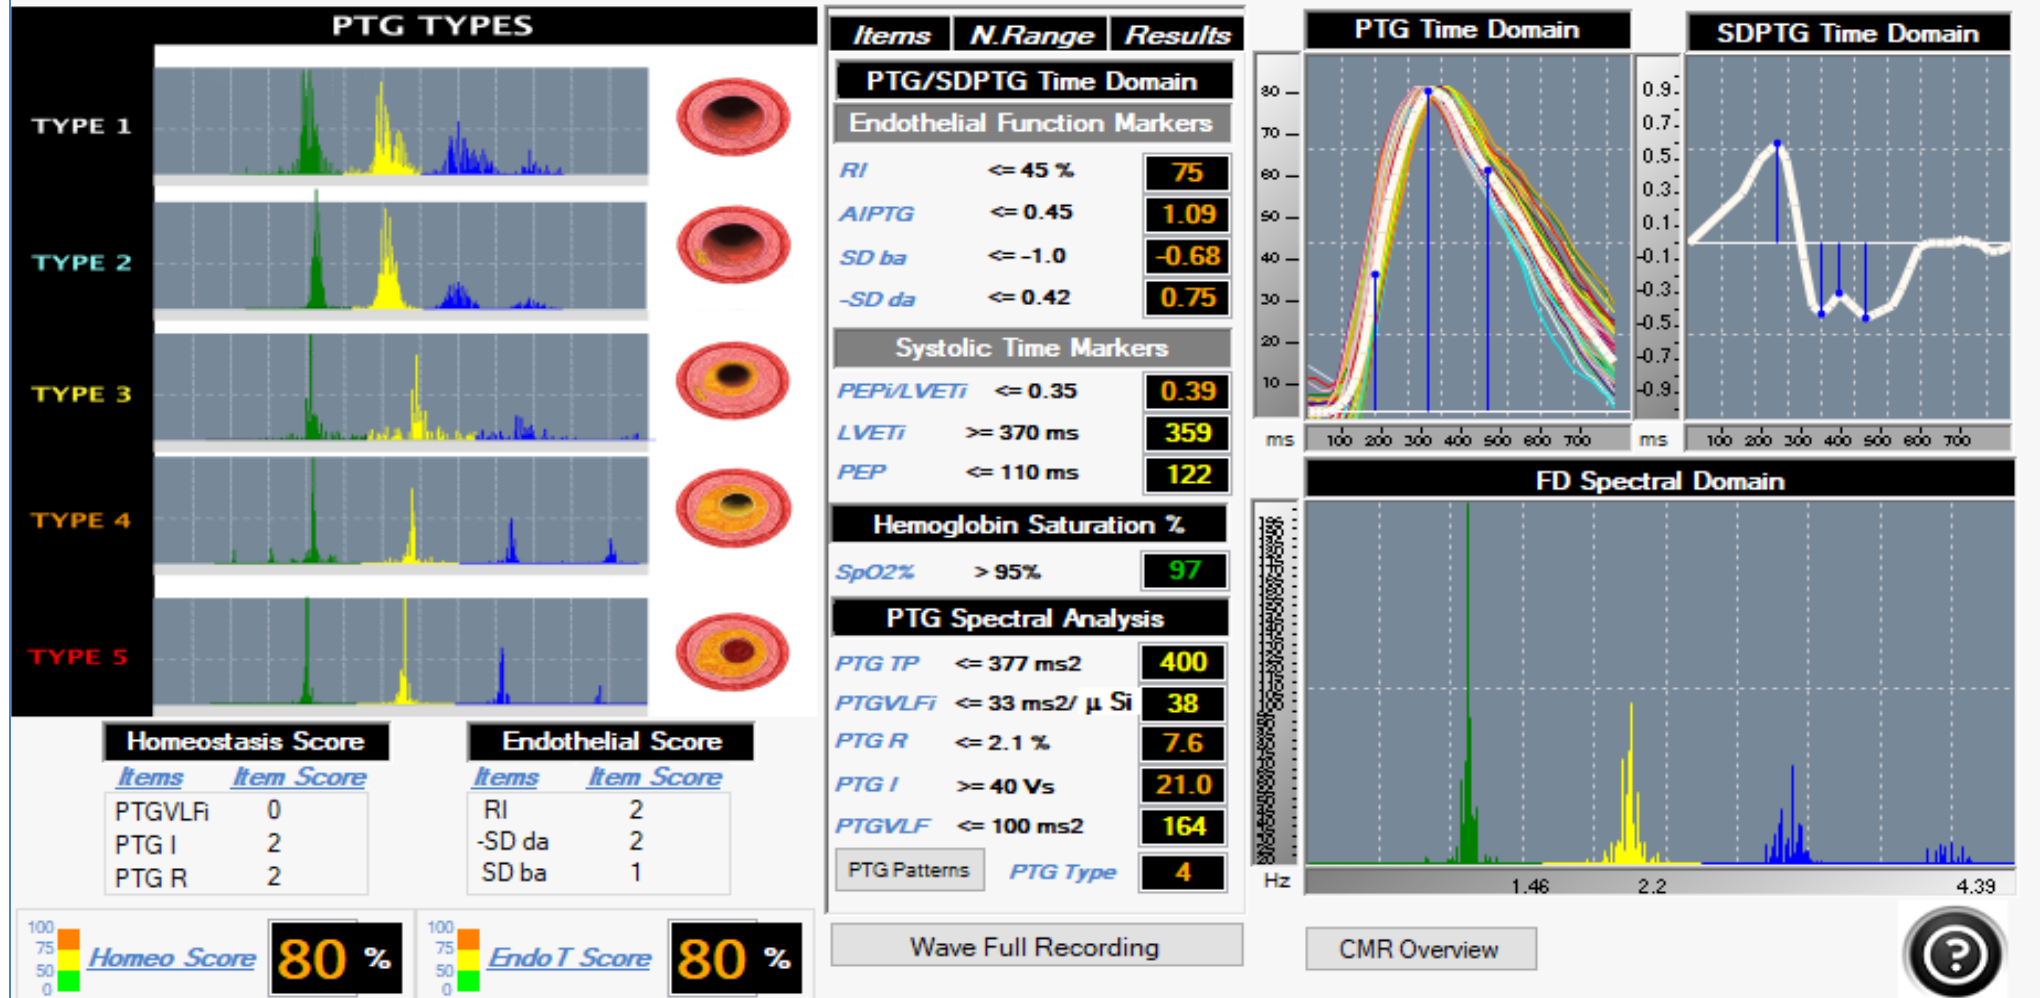 PTG TYPES
TYPE 1
TYPE 2
TYPE 3
TYPE 4
TYPE 5
Homeostasis Score
Items Item Score
PTGVLFi 0
PTG I 2
PTG R 2
Endothelial Score
Items Item Score
RI 2
-SD da 2
SD ba 1
100
75
50
0
Homeo Score 80 %
100
75
50
0
EndoT Score 80 %
Items N.Range Results
PTG/SDPTG Time Domain
Endothelial Function Markers
RI <= 45 % 75
AIPTG <= 0.45 1.09
SD ba <= -1.0 -0.68
-SD da <= 0.42 0.75
Systolic Time Markers
PEPi/LVETi <= 0.35 0.39
LVETi >= 370 ms 359
PEP <= 110 ms 122
Hemoglobin Saturation %
SpO2% > 95% 97
PTG Spectral Analysis
PTG TP <= 377 ms2 400
PTGVLFi <= 33 ms2/ μ Si 38
PTG R <= 2.1 % 7.6
PTG I >= 40 Vs 21.0
PTGVLF <= 100 ms2 164
PTG Patterns PTG Type 4
Wave Full Recording
PTG Time Domain
80
70
60
50
40
30
20
10
ms 100 200 300 400 500 600 700
SDPTG Time Domain
0.9
0.7
0.5
0.3
0.1
-0.1
-0.3
-0.5
-0.7
-0.9
ms 100 200 300 400 500 600 700
FD Spectral Domain
Hz 1.46 2.2 4.39
CMR Overview
?